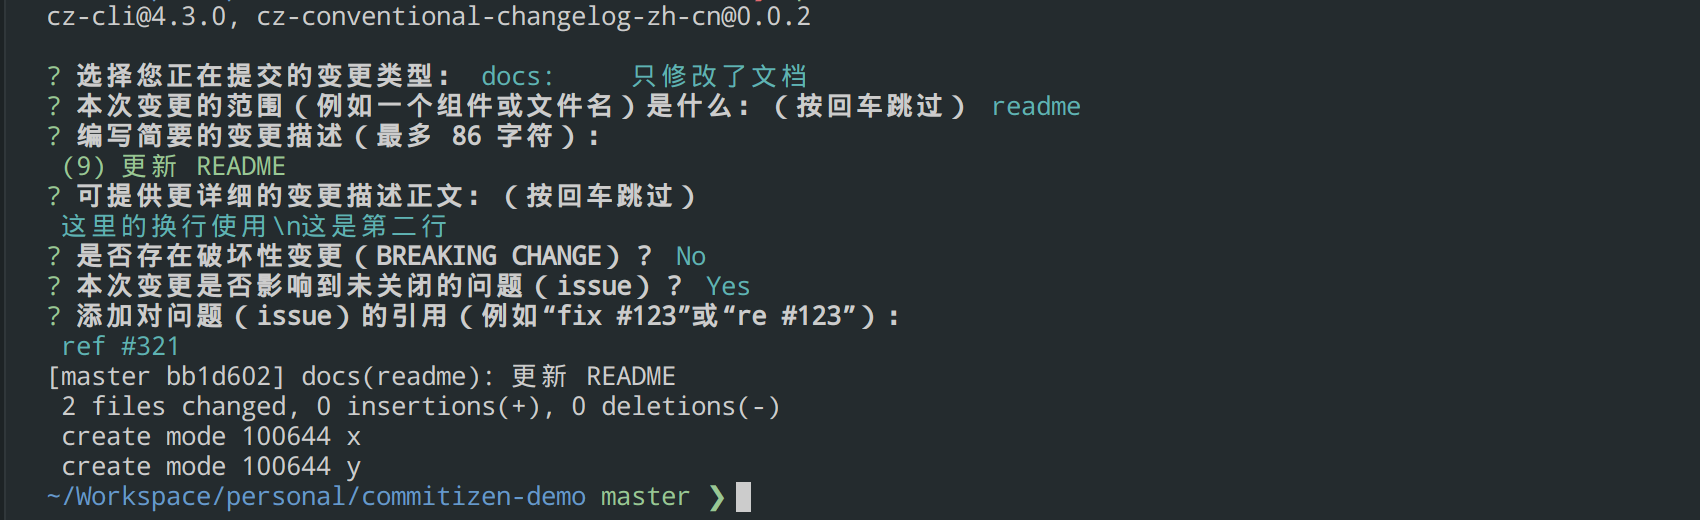 cz-cli@4.3.0, cz-conventional-changelog-zh-cn@0.0.2
? 选择您正在提交的变更类型: docs:     只修改了文档
? 本次变更的范围（例如一个组件或文件名）是什么:（按回车跳过） readme
? 编写简要的变更描述（最多 86 字符）:
(9) 更新 README
? 可提供更详细的变更描述正文:（按回车跳过）
这里的换行使用\n这是第二行
? 是否存在破坏性变更（BREAKING CHANGE）? No
? 本次变更是否影响到未关闭的问题（issue）? Yes
? 添加对问题（issue）的引用（例如“fix #123”或“re #123”）:
ref #321
[master bb1d602] docs(readme): 更新 README
2 files changed, 0 insertions(+), 0 deletions(-)
create mode 100644 x
create mode 100644 y
~/Workspace/personal/commitizen-demo master ❯